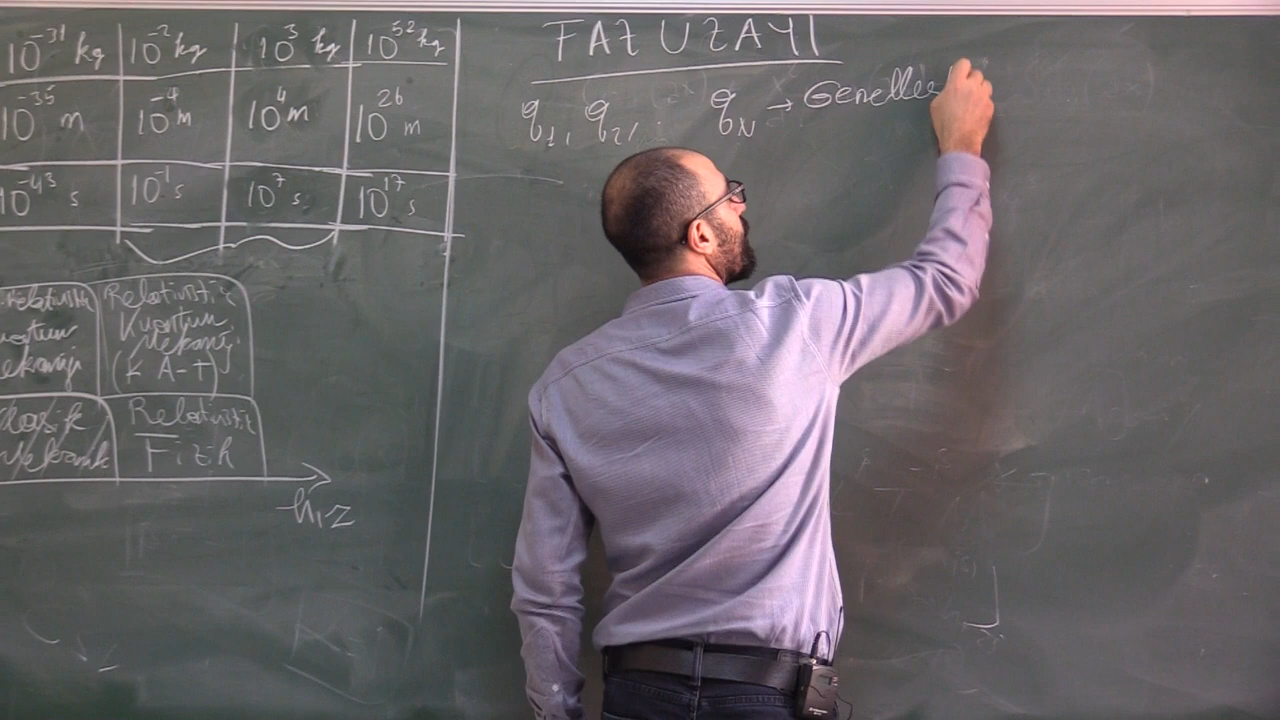 10^-31 kg 10^-2 kg 10^3 kg 10^52 kg
10^-35 m 10^-4 m 10^4 m 10^26 m
10^-43 s 10^-1 s 10^7 s 10^17 s
Relativistik
Kuantum
Mekaniği
(KA-T)
Relativistik
Fizik
hız
FAZ UZAYI
q1, q2, qN → Genelle